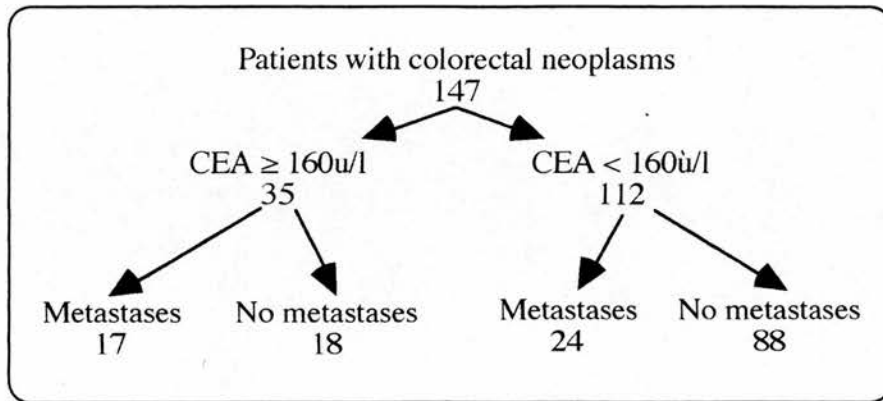 Patients with colorectal neoplasms
147
CEA ≥ 160u/l CEA < 160ù/l
35 112
Metastases No metastases Metastases No metastases
17 18 24 88